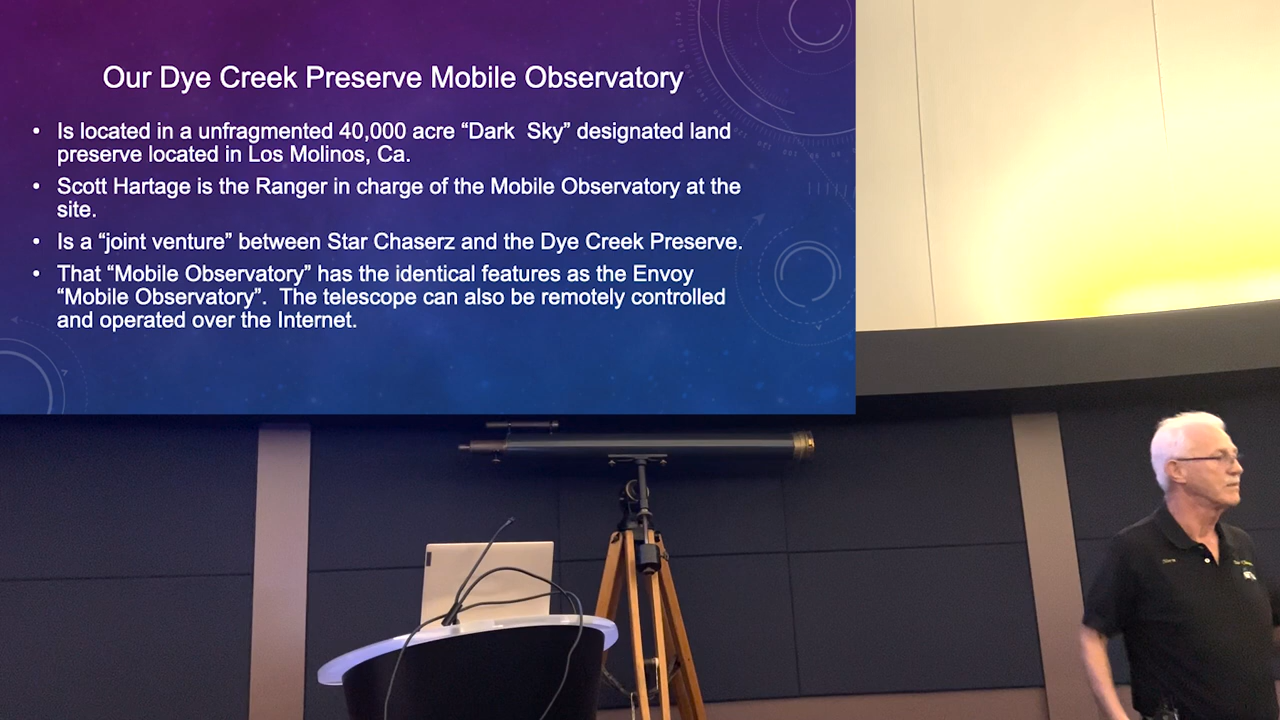 Our Dye Creek Preserve Mobile Observatory
• Is located in a unfragmented 40,000 acre “Dark  Sky” designated land
preserve located in Los Molinos, Ca.
• Scott Hartage is the Ranger in charge of the Mobile Observatory at the
site.
• Is a “joint venture” between Star Chaserz and the Dye Creek Preserve.
• That “Mobile Observatory” has the identical features as the Envoy
“Mobile Observatory”.  The telescope can also be remotely controlled
and operated over the Internet.